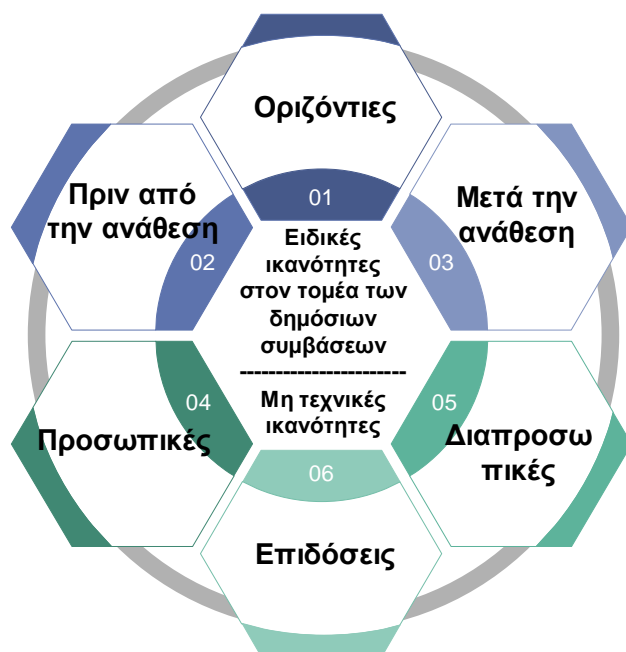 Οριζόντιες
01
Πριν από
την ανάθεση
02
Μετά την
ανάθεση
03
Ειδικές
ικανότητες
στον τομέα των
δημόσιων
συμβάσεων
-----------------------
Μη τεχνικές
ικανότητες
04
Προσωπικές
05
Διαπροσω
πικές
06
Επιδόσεις